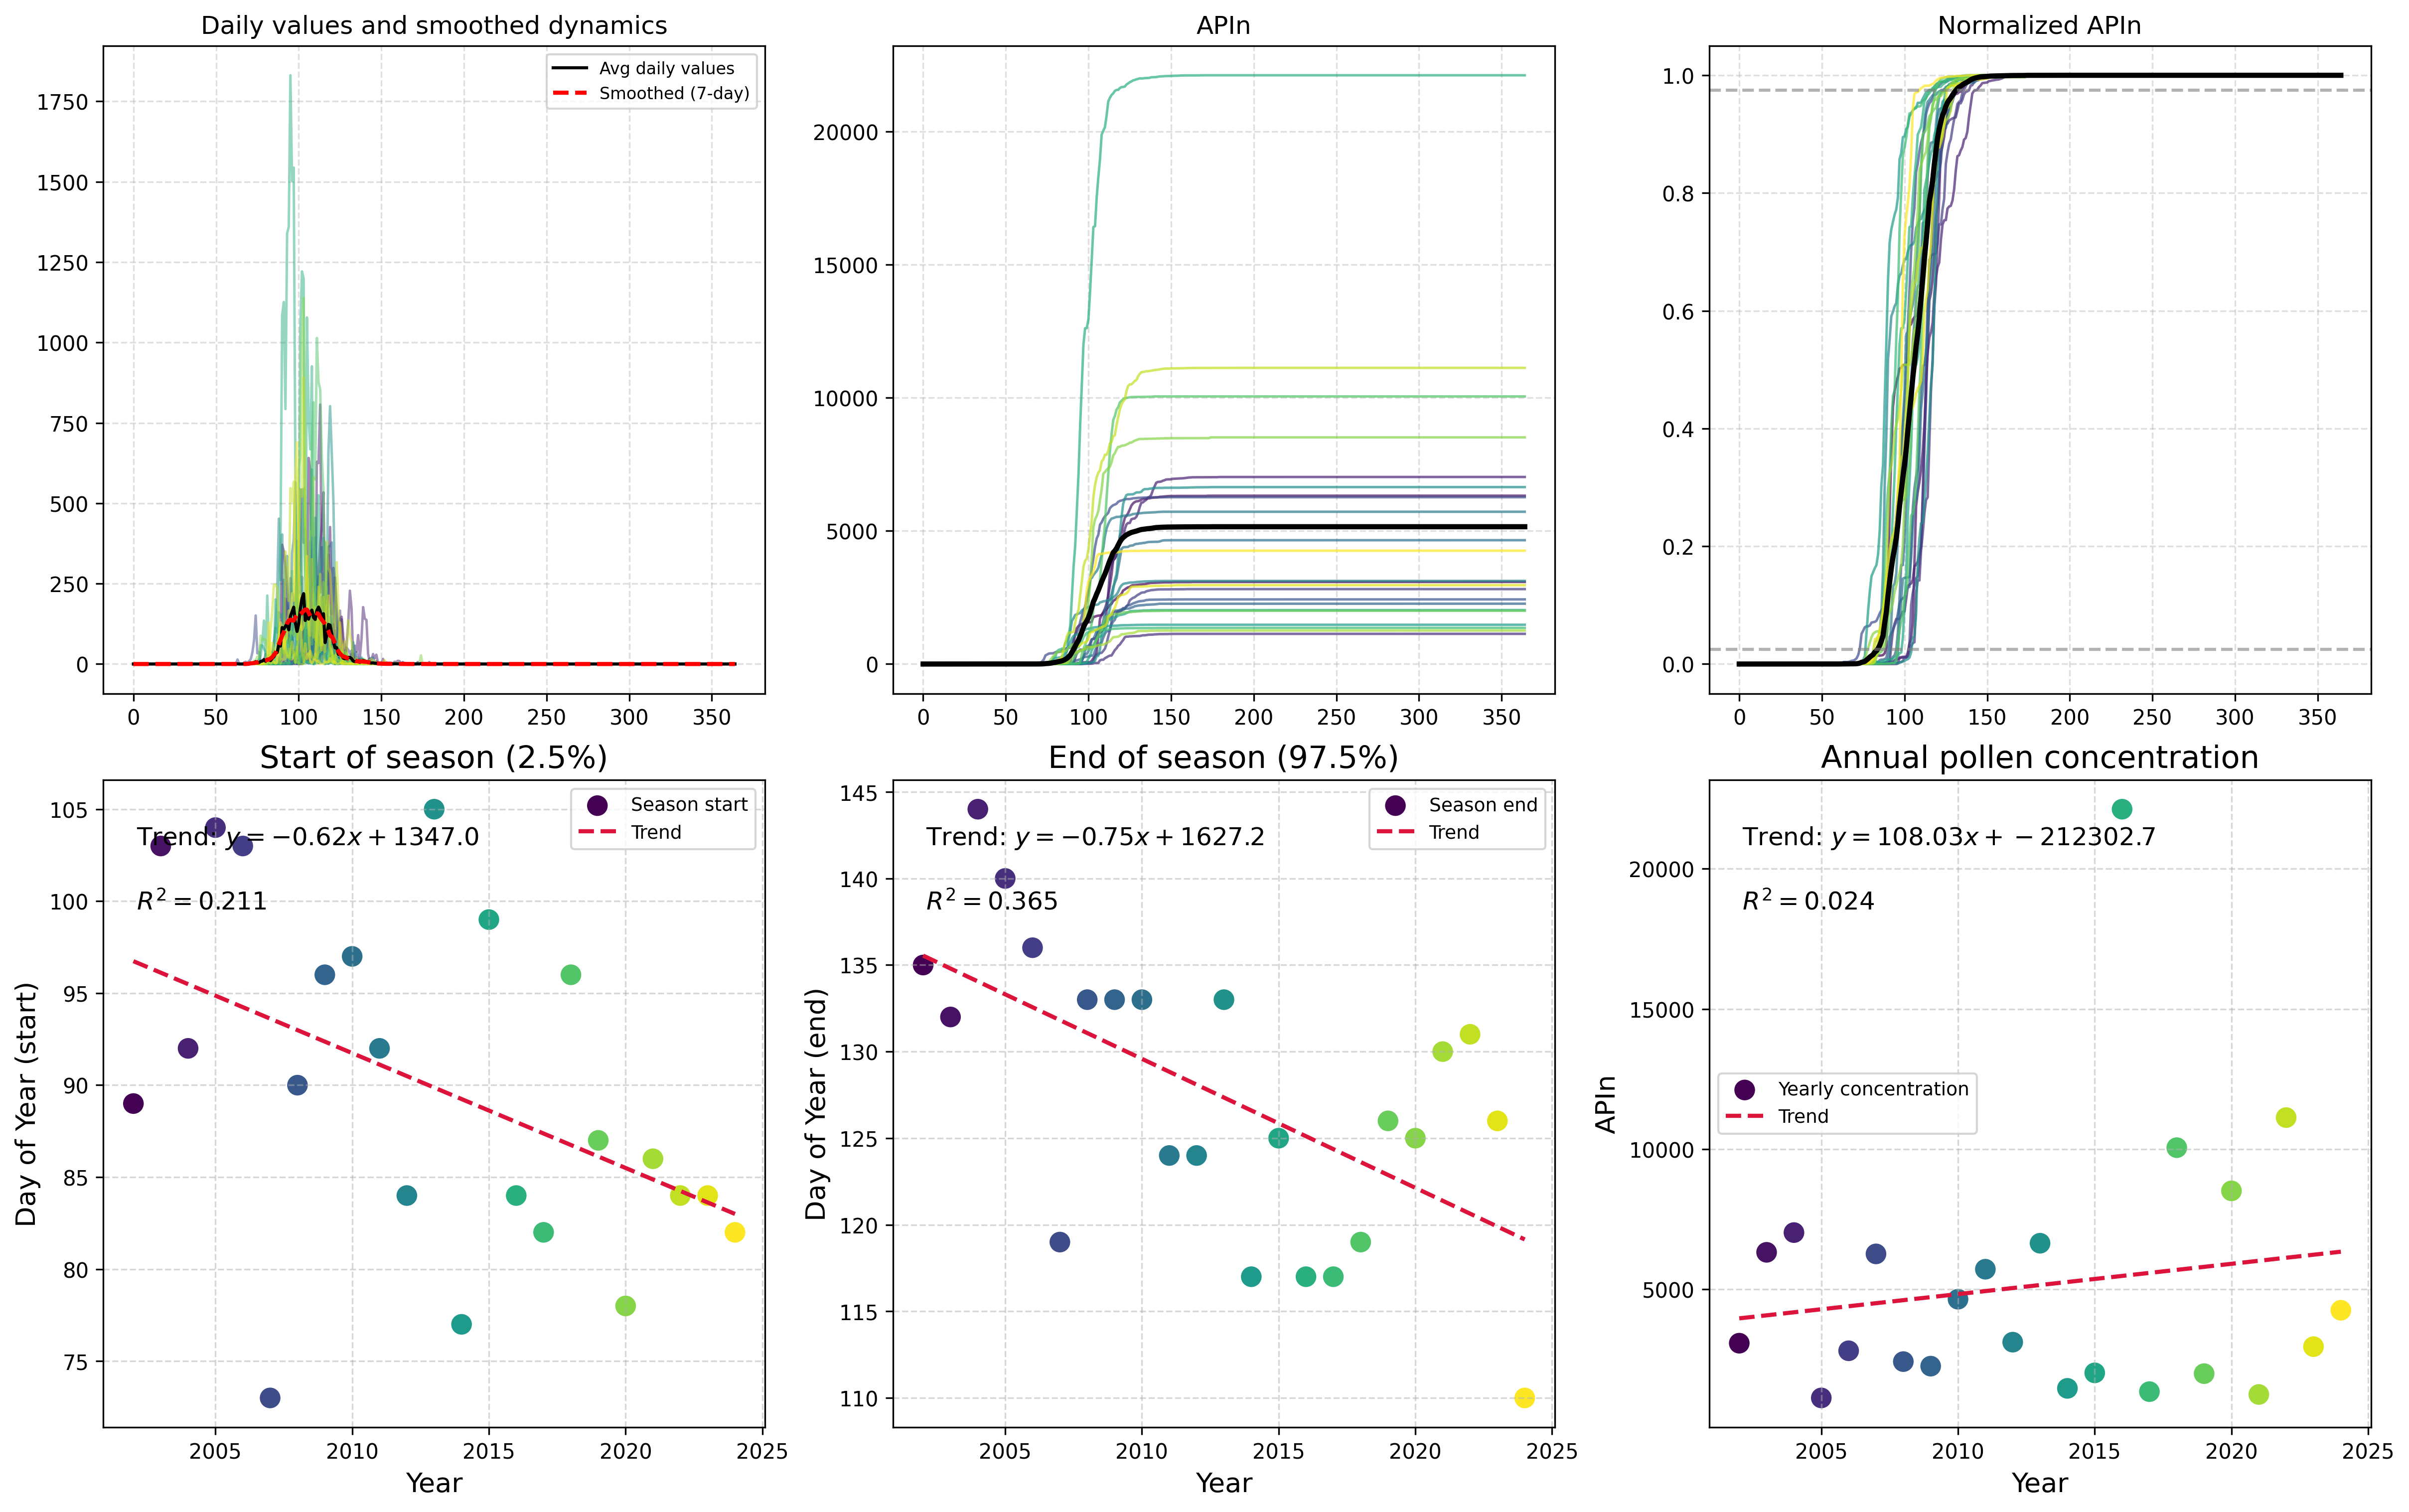 Daily values and smoothed dynamics
1750
1500
1250
1000
750
500
250
0
0 50 100 150 200 250 300 350
Avg daily values
Smoothed (7-day)
APIn
20000
15000
10000
5000
0
0 50 100 150 200 250 300 350
Normalized APIn
1.0
0.8
0.6
0.4
0.2
0.0
0 50 100 150 200 250 300 350
Start of season (2.5%)
Day of Year (start)
105
100
95
90
85
80
75
Trend: y = −0.62x + 1347.0
R² = 0.211
Season start
Trend
2005 2010 2015 2020 2025
Year
End of season (97.5%)
Day of Year (end)
145
140
135
130
125
120
115
110
Trend: y = −0.75x + 1627.2
R² = 0.365
Season end
Trend
2005 2010 2015 2020 2025
Year
Annual pollen concentration
APIn
20000
15000
10000
5000
Trend: y = 108.03x + −212302.7
R² = 0.024
Yearly concentration
Trend
2005 2010 2015 2020 2025
Year